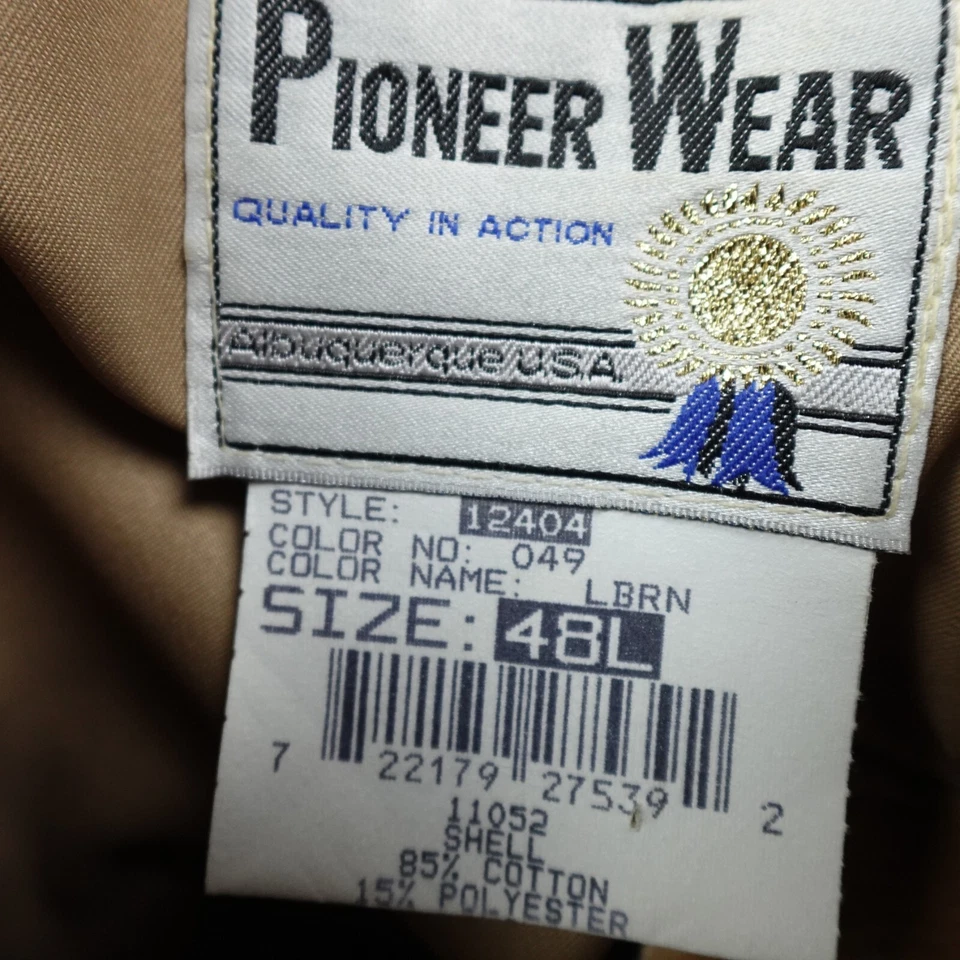 PIONEER WEAR
QUALITY IN ACTION
Albuquerque/USA
STYLE: 12404
COLOR NO: 049
COLOR NAME: LBRN
SIZE: 48L
7 22179 27539 2
11052
SHELL
85% COTTON
15% POLYESTER